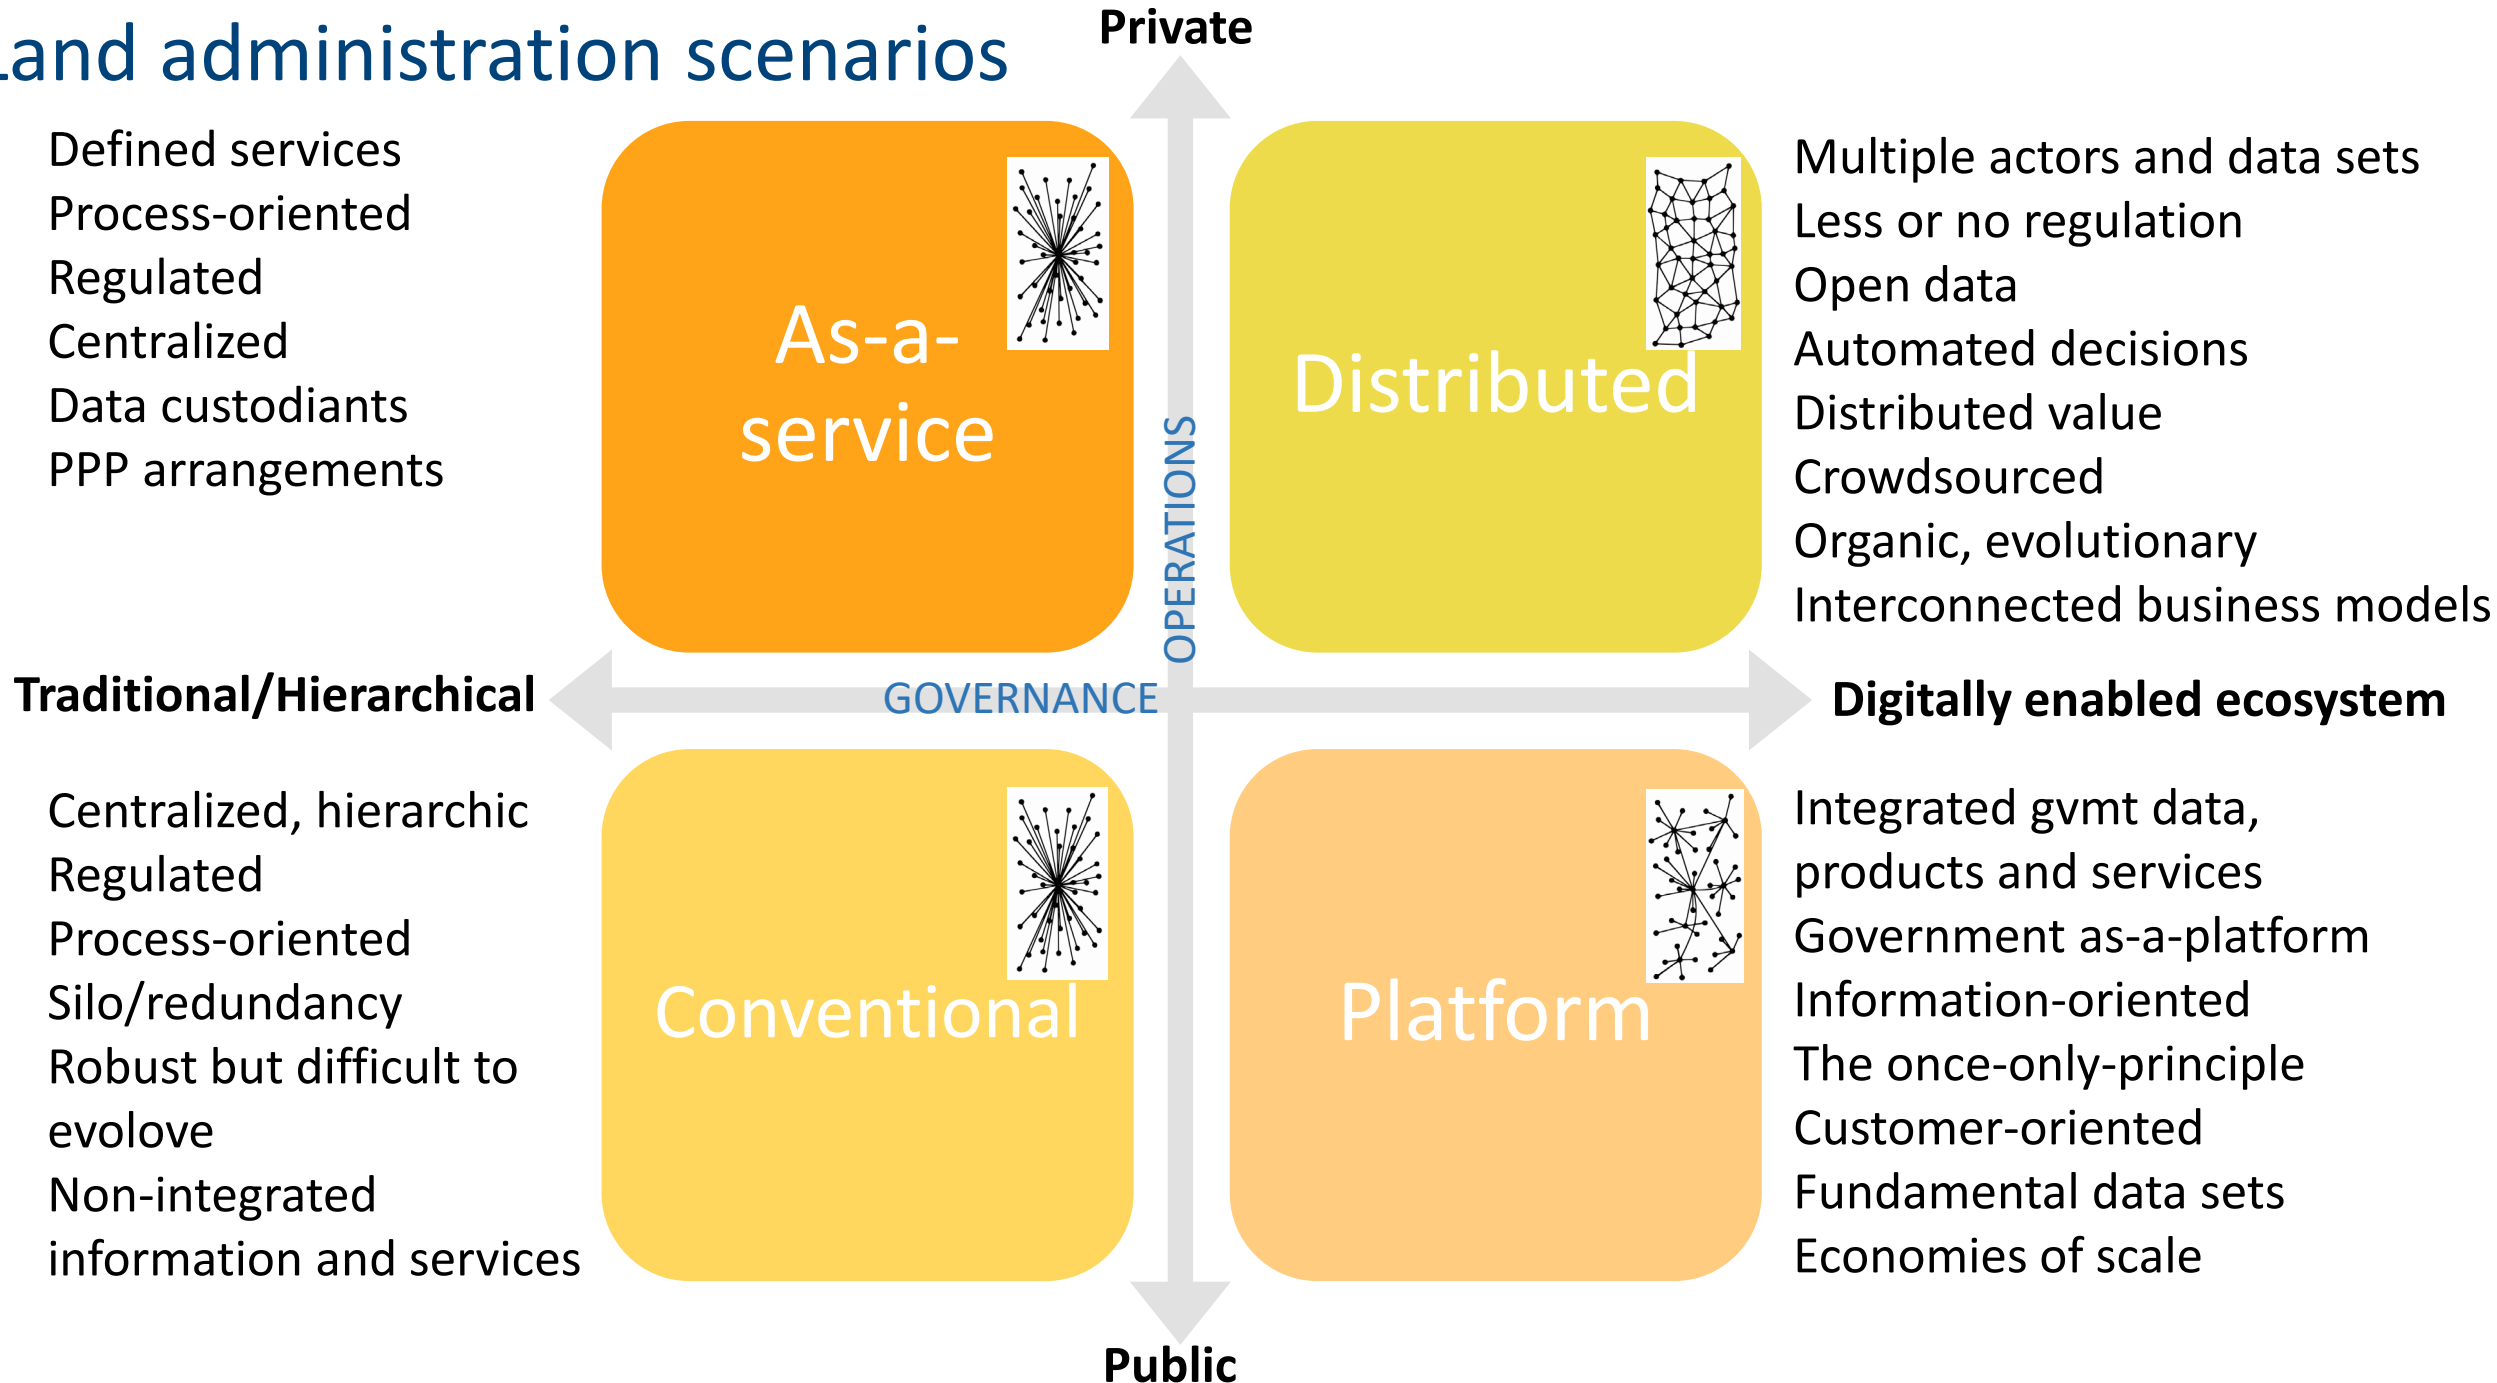 and administration scenarios
Private
Defined services
Process-oriented
Regulated
Centralized
Data custodiants
PPP arrangements
As-a-
service
Distributed
Multiple actors and data sets
Less or no regulation
Open data
Automated decisions
Distributed value
Crowdsourced
Organic, evolutionary
Interconnected business models
OPERATIONS
Traditional/Hierarchical
GOVERNANCE
Digitally enabled ecosystem
Centralized, hierarchic
Regulated
Process-oriented
Silo/redundancy
Robust but difficult to
evolove
Non-integrated
information and services
Conventional
Platform
Integrated gvmt data,
products and services
Government as-a-platform
Information-oriented
The once-only-principle
Customer-oriented
Fundamental data sets
Economies of scale
Public